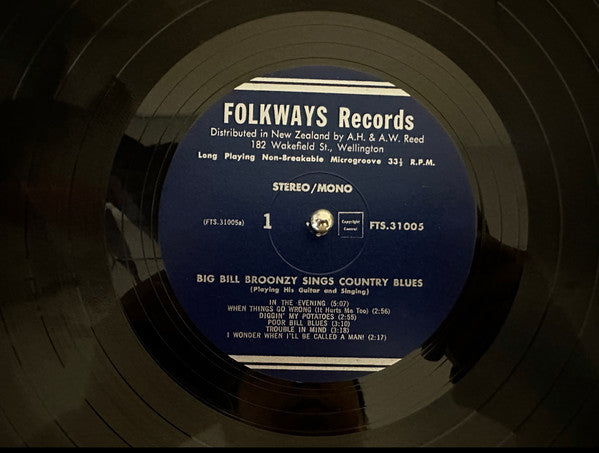 FOLKWAYS Records
Distributed in New Zealand by A.H. & A.W. Reed
182 Wakefield St., Wellington
Long Playing Non-Breakable Microgroove 33⅓ R.P.M.
STEREO/MONO
(FTS.31005a) 1 Copyright Control FTS.31005
BIG BILL BROONZY SINGS COUNTRY BLUES
(Playing His Guitar and Singing)
IN THE EVENING (5:07)
WHEN THINGS GO WRONG (It Hurts Me Too) (2:56)
DIGGIN' MY POTATOES (2:55)
POOR BILL BLUES (3:10)
TROUBLE IN MIND (3:18)
I WONDER WHEN I'LL BE CALLED A MAN! (2:17)